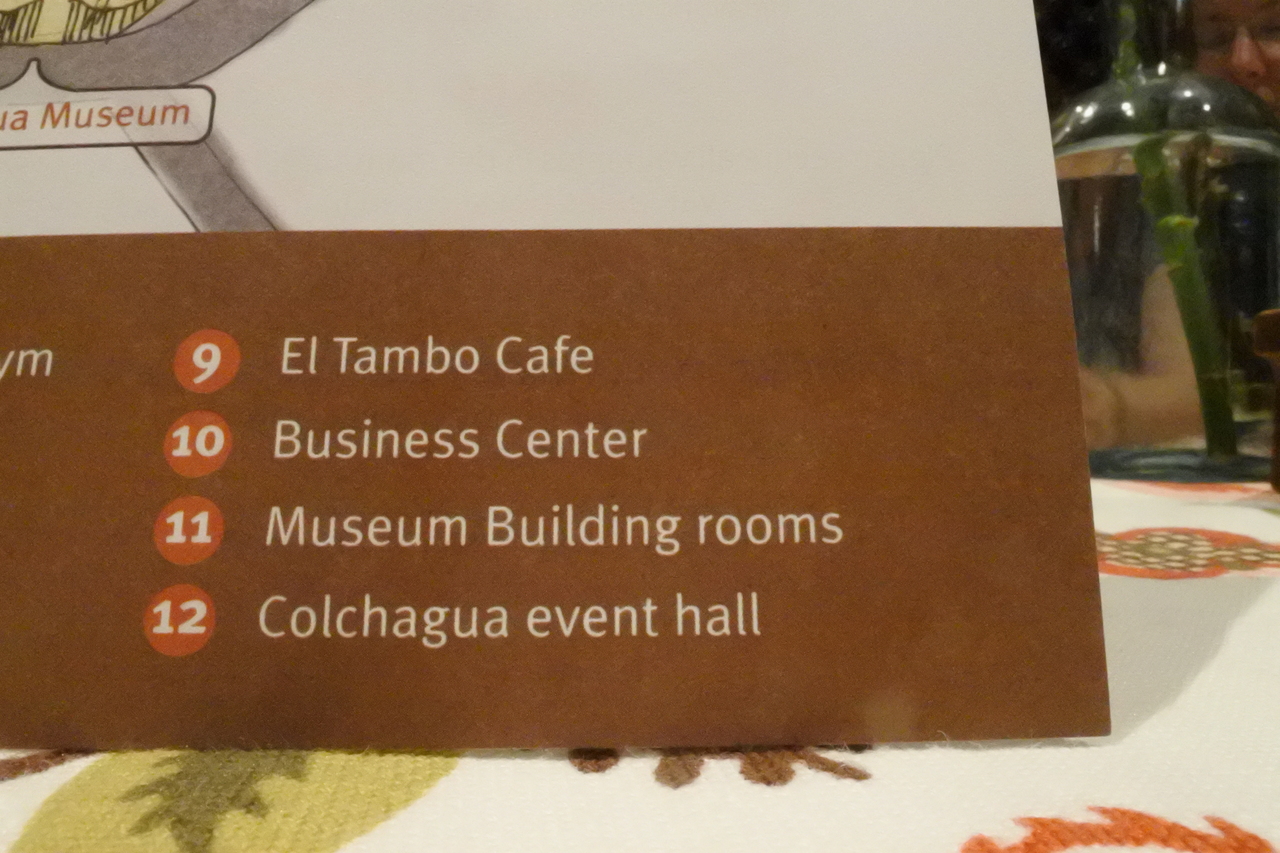 Museum
9 El Tambo Cafe
10 Business Center
11 Museum Building rooms
12 Colchagua event hall